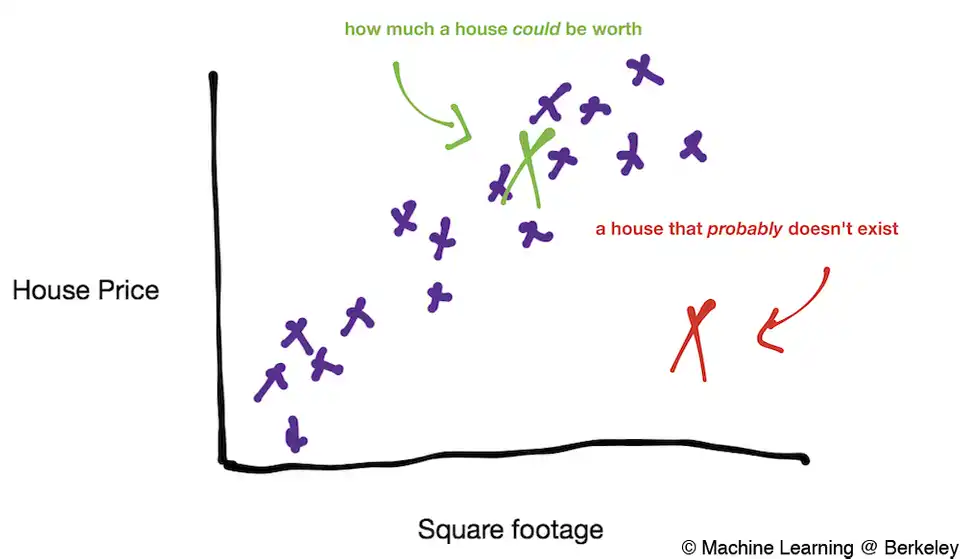 how much a house could be worth
a house that probably doesn't exist
House Price
Square footage
© Machine Learning @ Berkeley